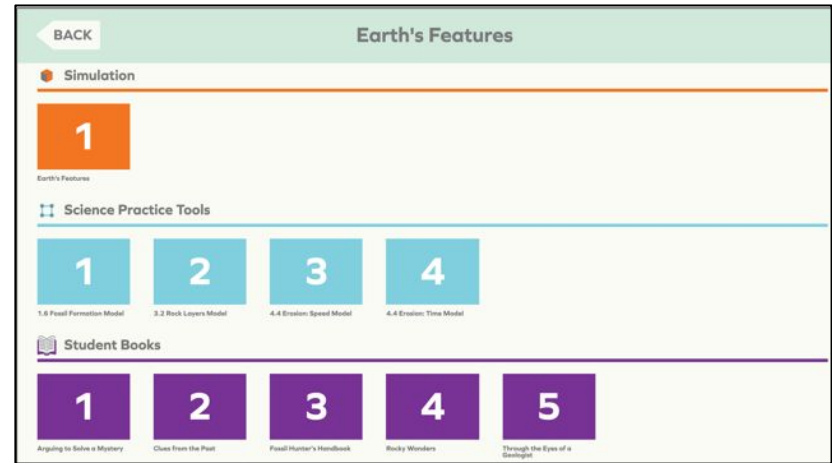 BACK
Earth's Features
Simulation
1
Earth's Features
Science Practice Tools
1 2 3 4
1.6 Fossil Formation Model 3.2 Rock Layers Model 4.4 Erosion: Speed Model 4.4 Erosion: Time Model
Student Books
1 2 3 4 5
Arguing to Solve a Mystery Clues from the Past Fossil Hunter's Handbook Rocky Wonders Through the Eyes of a
Geologist